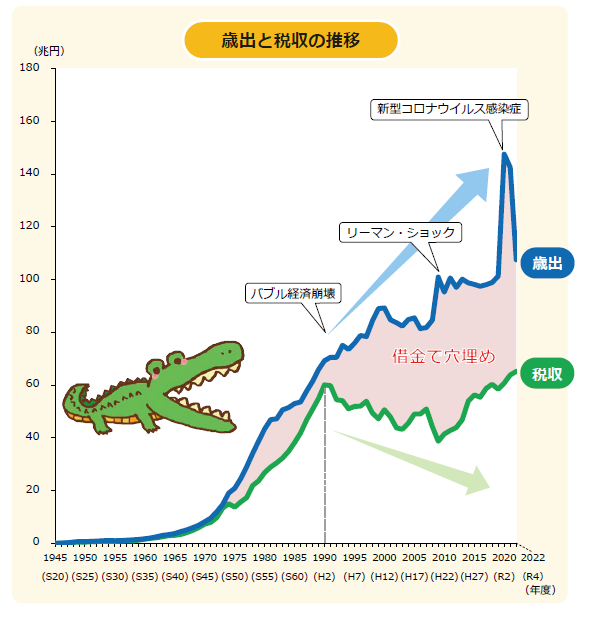 歳出と税収の推移
(兆円)
180
160
140
120
100
80
60
40
20
0
新型コロナウイルス感染症
リーマン・ショック
バブル経済崩壊
歳出
借金で穴埋め
税収
1945 1950 1955 1960 1965 1970 1975 1980 1985 1990 1995 2000 2005 2010 2015 2020 2022
(S20) (S25) (S30) (S35) (S40) (S45) (S50) (S55) (S60) (H2) (H7) (H12) (H17) (H22) (H27) (R2) (R4)
(年度)